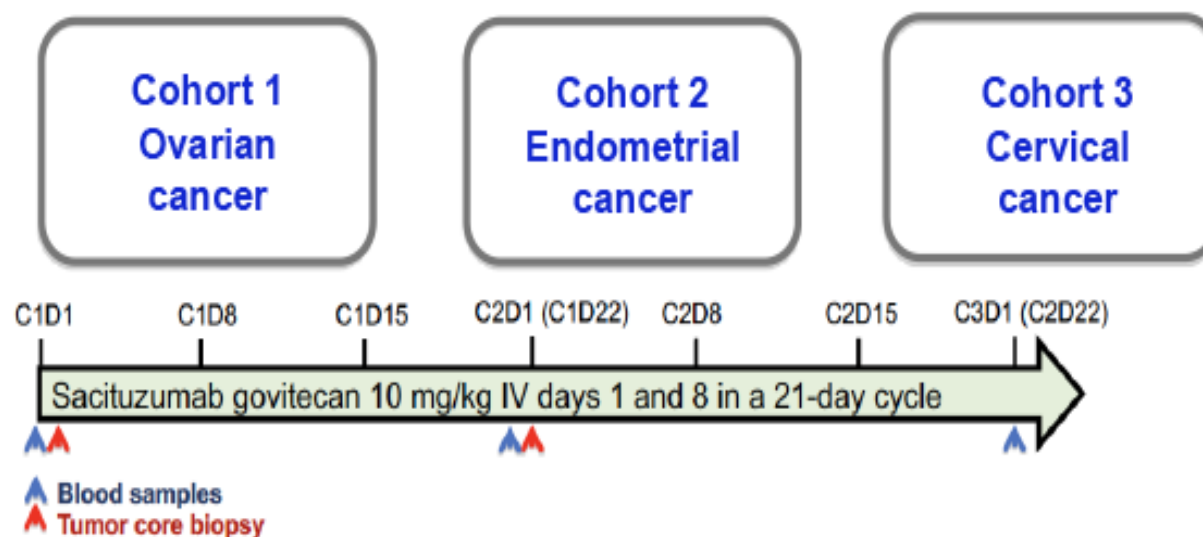 Cohort 1
Ovarian
cancer
Cohort 2
Endometrial
cancer
Cohort 3
Cervical
cancer
C1D1
C1D8
C1D15
C2D1 (C1D22)
C2D8
C2D15
C3D1 (C2D22)
Sacituzumab govitecan 10 mg/kg IV days 1 and 8 in a 21-day cycle
Blood samples
Tumor core biopsy